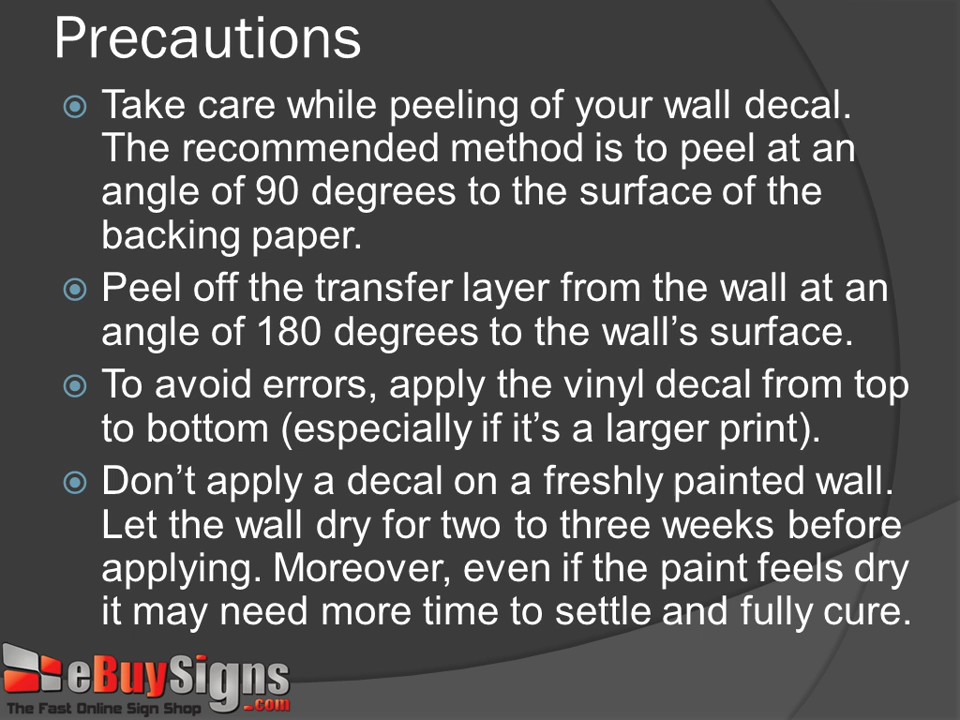 Precautions
Take care while peeling of your wall decal.
The recommended method is to peel at an
angle of 90 degrees to the surface of the
backing paper.
Peel off the transfer layer from the wall at an
angle of 180 degrees to the wall’s surface.
To avoid errors, apply the vinyl decal from top
to bottom (especially if it’s a larger print).
Don’t apply a decal on a freshly painted wall.
Let the wall dry for two to three weeks before
applying. Moreover, even if the paint feels dry
it may need more time to settle and fully cure.
eBuySigns
.com
The Fast Online Sign Shop